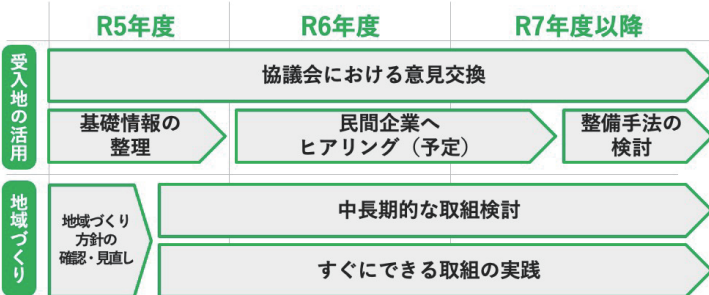 R5年度
R6年度
R7年度以降
受入地の活用
協議会における意見交換
基礎情報の
整理
民間企業へ
ヒアリング（予定）
整備手法の
検討
地域づくり
地域づくり
方針の
確認・見直し
中長期的な取組検討
すぐにできる取組の実践